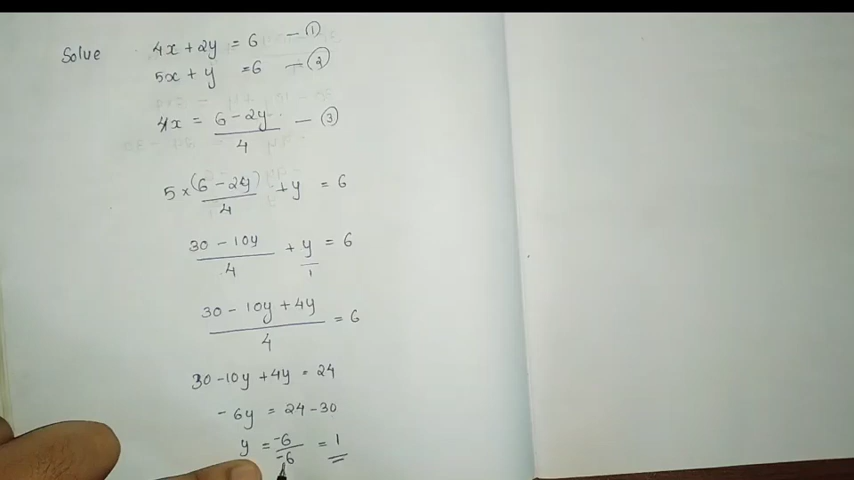 Solve 4x + 2y = 6 — ①
5x + y = 6 — ②
4x = 6 - 2y / 4 — ③
5 × (6 - 2y) / 4 + y = 6
30 - 10y / 4 + y / 1 = 6
30 - 10y + 4y / 4 = 6
30 - 10y + 4y = 24
- 6y = 24 - 30
y = -6 / -6 = 1